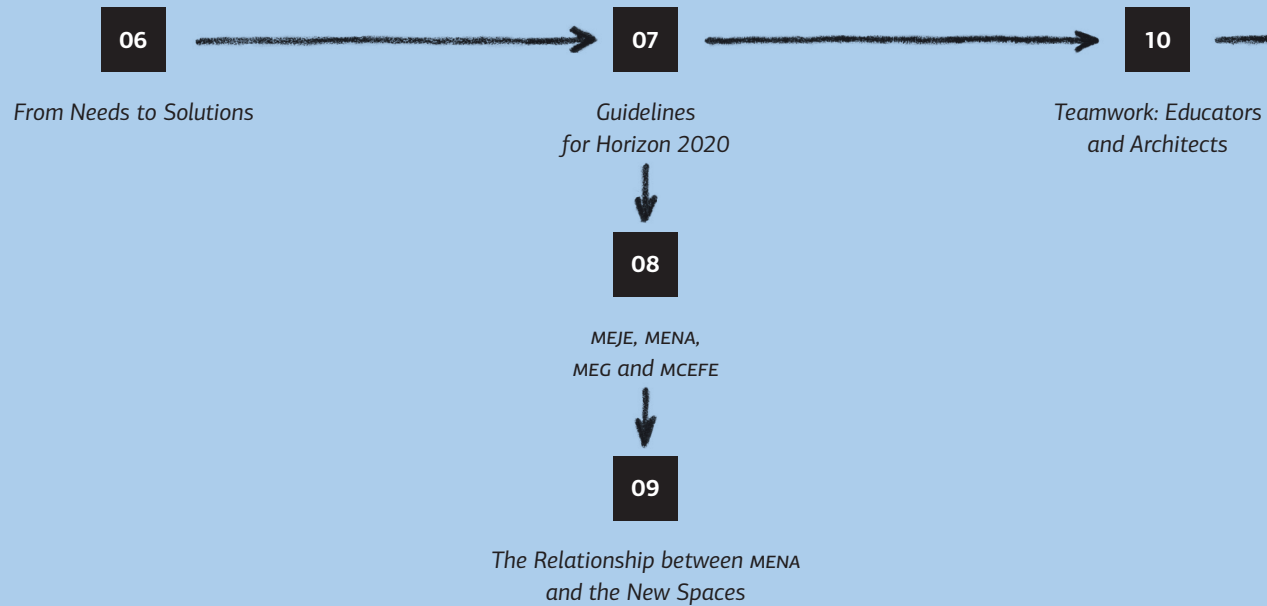 06
From Needs to Solutions
07
Guidelines
for Horizon 2020
08
MEJE, MENA,
MEG and MCEFE
09
The Relationship between MENA
and the New Spaces
10
Teamwork: Educators
and Architects